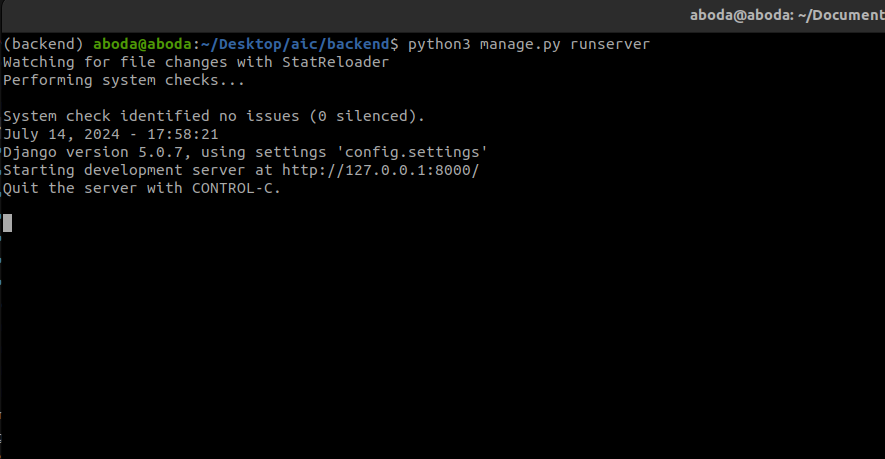 aboda@aboda: ~/Document
(backend) aboda@aboda:~/Desktop/aic/backend$ python3 manage.py runserver
Watching for file changes with StatReloader
Performing system checks...
System check identified no issues (0 silenced).
July 14, 2024 - 17:58:21
Django version 5.0.7, using settings 'config.settings'
Starting development server at http://127.0.0.1:8000/
Quit the server with CONTROL-C.